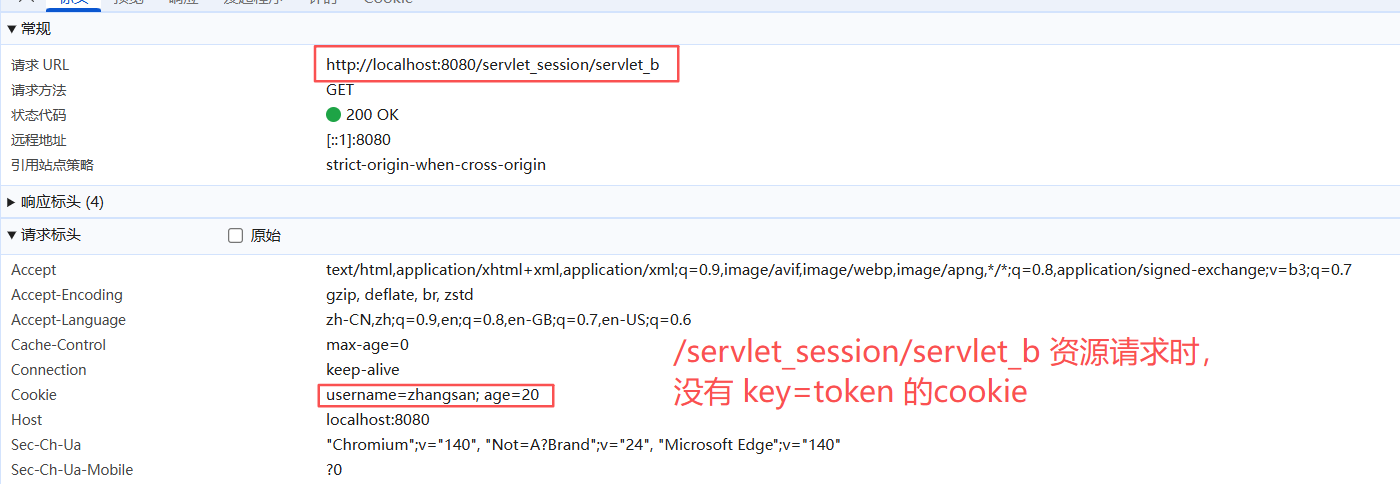 Cookie
常规
请求 URL http://localhost:8080/servlet_session/servlet_b
请求方法 GET
状态代码 200 OK
远程地址 [::1]:8080
引用站点策略 strict-origin-when-cross-origin
响应标头 (4)
请求标头 原始
Accept text/html,application/xhtml+xml,application/xml;q=0.9,image/avif,image/webp,image/apng,*/*;q=0.8,application/signed-exchange;v=b3;q=0.7
Accept-Encoding gzip, deflate, br, zstd
Accept-Language zh-CN,zh;q=0.9,en;q=0.8,en-GB;q=0.7,en-US;q=0.6
Cache-Control max-age=0
Connection keep-alive
Cookie username=zhangsan; age=20
Host localhost:8080
Sec-Ch-Ua "Chromium";v="140", "Not=A?Brand";v="24", "Microsoft Edge";v="140"
Sec-Ch-Ua-Mobile ?0
/servlet_session/servlet_b 资源请求时，
没有 key=token 的cookie